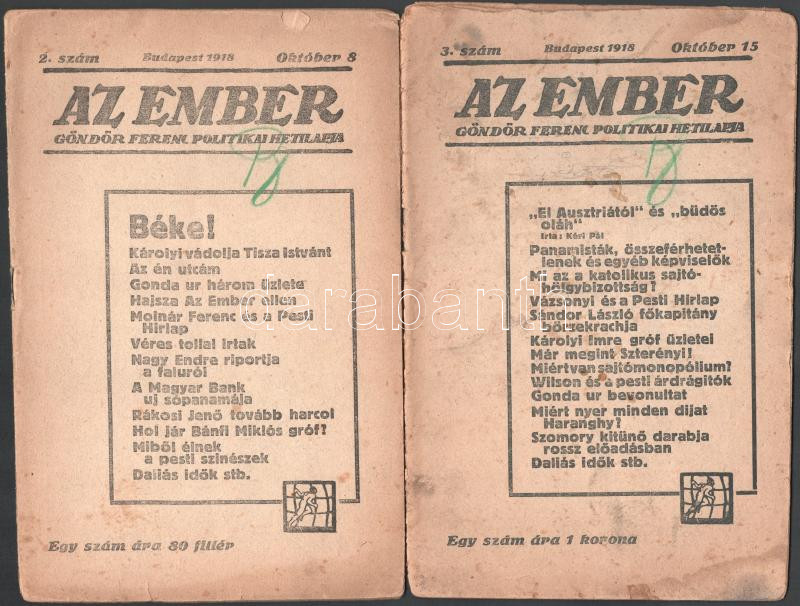 2. szám Budapest 1918 Október 8
AZ EMBER
GÖNDÖR FERENC POLITIKAI HETILAPJA
Béke!
Károlyi vádolja Tisza Istvánt
Az én utcám
Gonda ur három üzlete
Hajsza Az Ember ellen
Molnár Ferenc és a Pesti
Hirlap
Véres tollal irtak
Nagy Endre riportja
a faluról
A Magyar Bank
uj sópanamája
Rákosi Jenő tovább harcol
Hol jár Bánfi Miklós gróf?
Miből élnek
a pesti szinészek
Daliás idők stb.
Egy szám ára 80 fillér
3. szám Budapest 1918 Október 15
AZ EMBER
GÖNDÖR FERENC POLITIKAI HETILAPJA
„El Ausztriától" és „büdös
oláh"
Irta: Kéri Pál
Panamisták, összeférhetet-
lenek és egyéb képviselők
Mi az a katolikus sajtó-
hölgybizottság?
Vázsonyi és a Pesti Hirlap
Sándor László főkapitány
börzekrachja
Károlyi Imre gróf üzletei
Már megint Szterényi!
Miért van sajtómonopólium?
Wilson és a pesti árdrágitók
Gonda ur bevonultat
Miért nyer minden dijat
Haranghy?
Szomory kitünő darabja
rossz előadásban
Daliás idők stb.
Egy szám ára 1 korona
darabanth